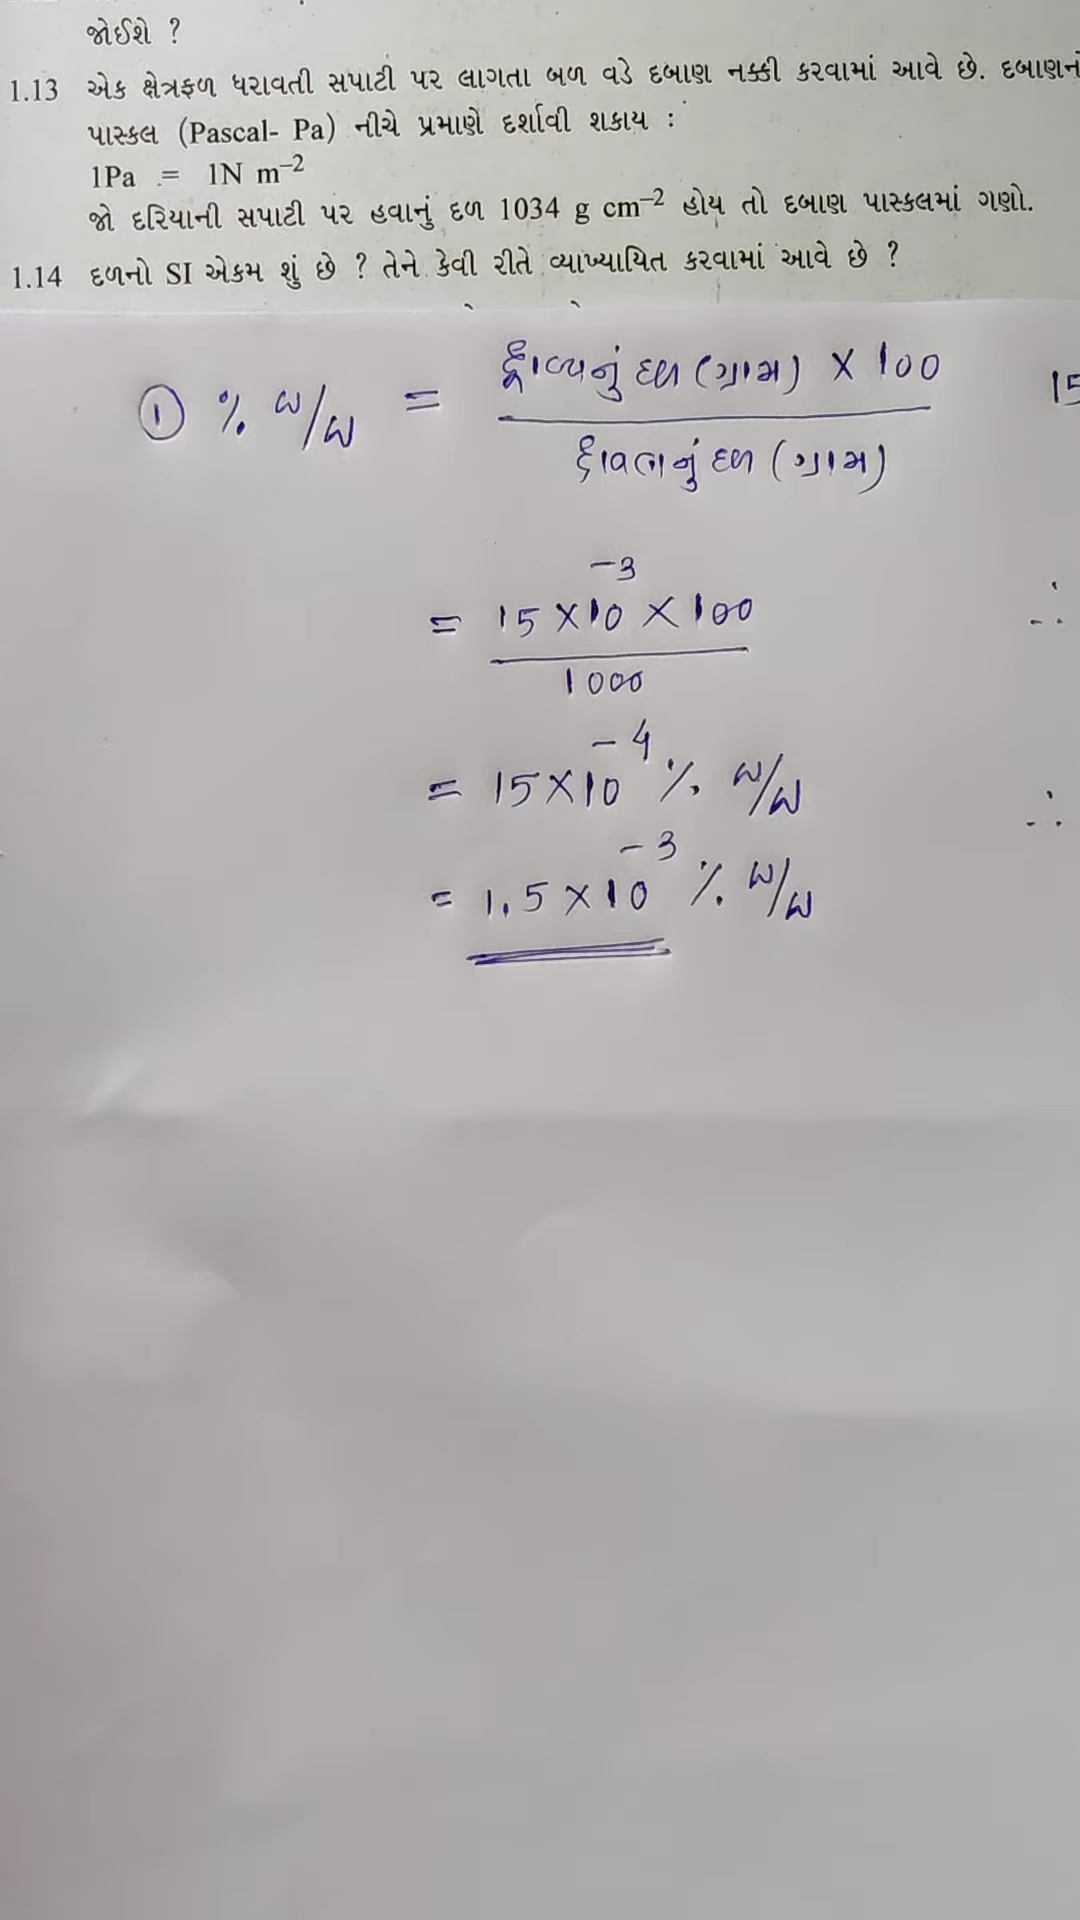 જોઈશે ?
1.13 એક ક્ષેત્રફળ ધરાવતી સપાટી પર લાગતા બળ વડે દબાણ નક્કી કરવામાં આવે છે. દબાણનો
પાસ્કલ (Pascal- Pa) નીચે પ્રમાણે દર્શાવી શકાય :
1Pa = 1N m⁻²
જો દરિયાની સપાટી પર હવાનું દળ 1034 g cm⁻² હોય તો દબાણ પાસ્કલમાં ગણો.
1.14 દળનો SI એકમ શું છે ? તેને કેવી રીતે વ્યાખ્યાયિત કરવામાં આવે છે ?
① % w/w = દ્રાવ્યનું દળ (ગ્રામ) × 100
દ્રાવણનું દળ (ગ્રામ)
15
= 15 × 10⁻³ × 100
1000
∴
= 15 × 10⁻⁴ % w/w
∴
= 1.5 × 10⁻³ % w/w